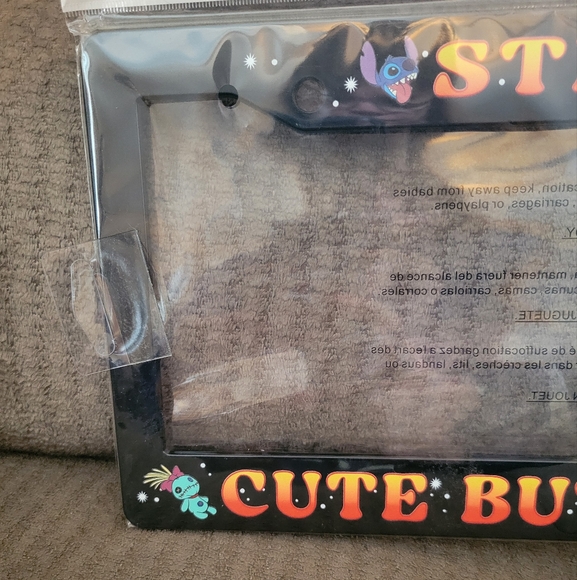 ST
cation, keep away from babies
, carriages, or playpens
, mantener fuera del alcance de
cunas, camas, carriolas o corrales.
JUGUETE
de suffocation gardez a l'ecart des
dans les crèches, lits, landaus ou
JOUET.
CUTE BU